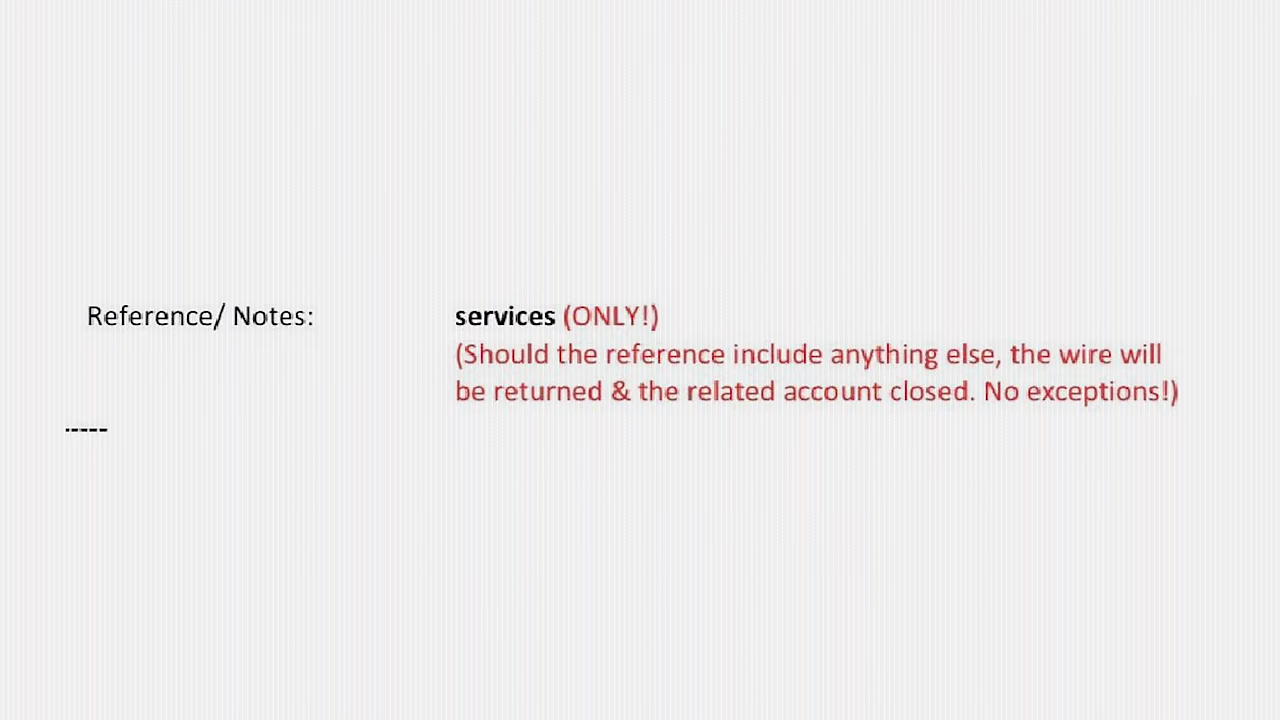 Reference/ Notes: services (ONLY!)
(Should the reference include anything else, the wire will
be returned & the related account closed. No exceptions!)
-----